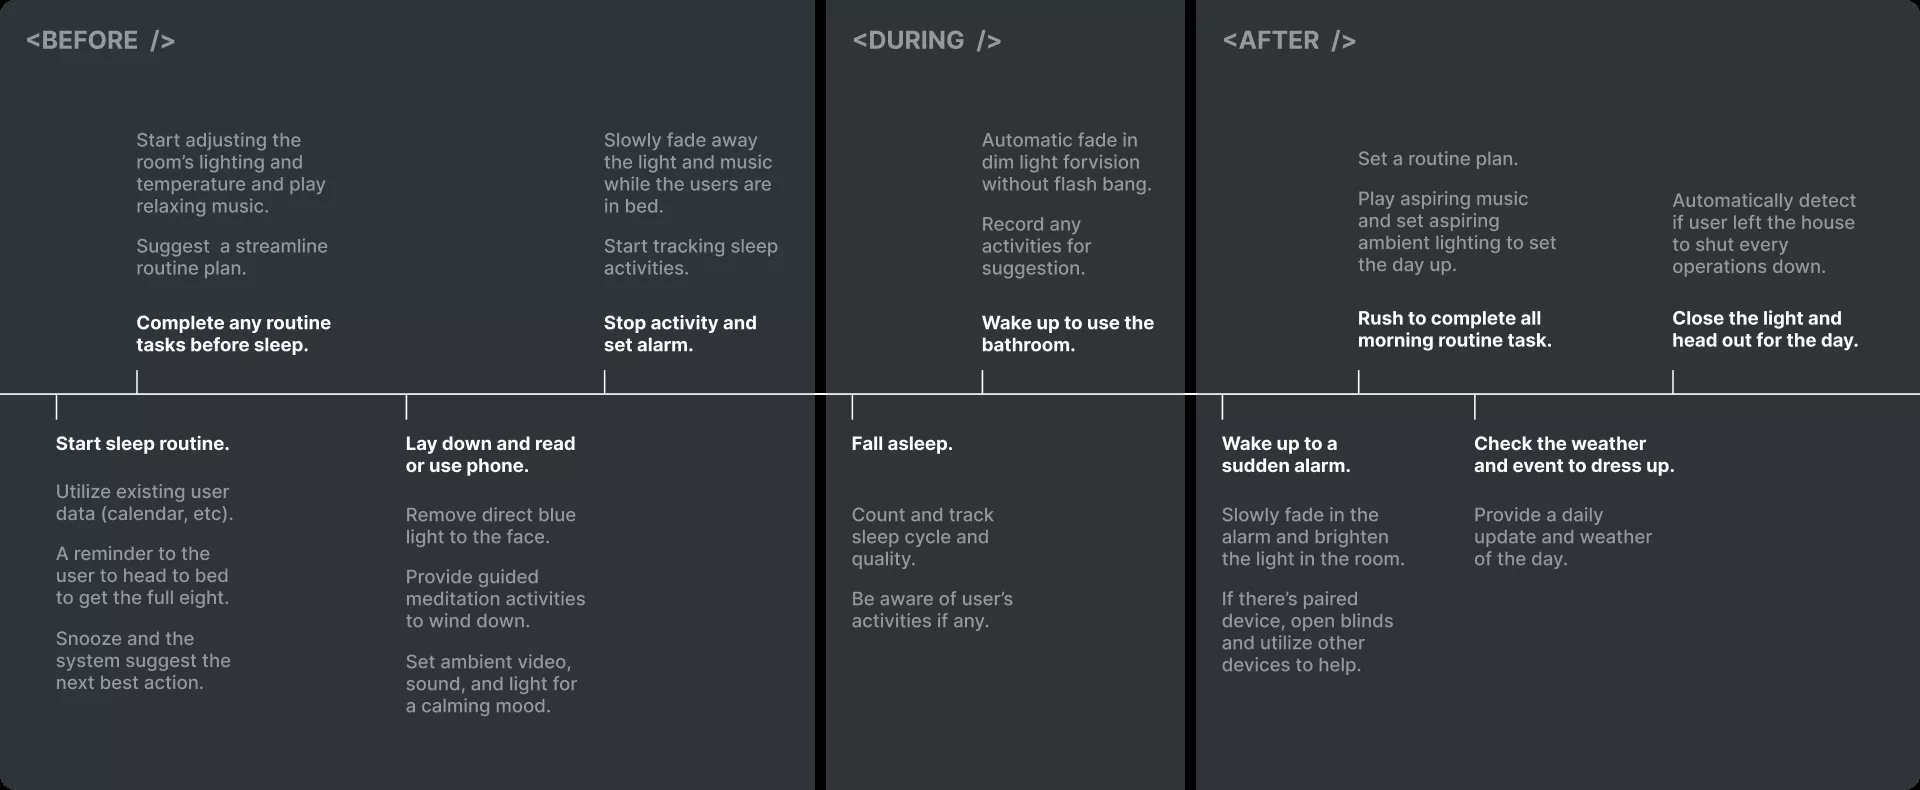 <BEFORE />
Start adjusting the
room's lighting and
temperature and play
relaxing music.
Suggest  a streamline
routine plan.
Complete any routine
tasks before sleep.
Slowly fade away
the light and music
while the users are
in bed.
Start tracking sleep
activities.
Stop activity and
set alarm.
Start sleep routine.
Utilize existing user
data (calendar, etc).
A reminder to the
user to head to bed
to get the full eight.
Snooze and the
system suggest the
next best action.
Lay down and read
or use phone.
Remove direct blue
light to the face.
Provide guided
meditation activities
to wind down.
Set ambient video,
sound, and light for
a calming mood.
<DURING />
Automatic fade in
dim light forvision
without flash bang.
Record any
activities for
suggestion.
Wake up to use the
bathroom.
Fall asleep.
Count and track
sleep cycle and
quality.
Be aware of user's
activities if any.
<AFTER />
Set a routine plan.
Play aspiring music
and set aspiring
ambient lighting to set
the day up.
Rush to complete all
morning routine task.
Automatically detect
if user left the house
to shut every
operations down.
Close the light and
head out for the day.
Wake up to a
sudden alarm.
Slowly fade in the
alarm and brighten
the light in the room.
If there's paired
device, open blinds
and utilize other
devices to help.
Check the weather
and event to dress up.
Provide a daily
update and weather
of the day.